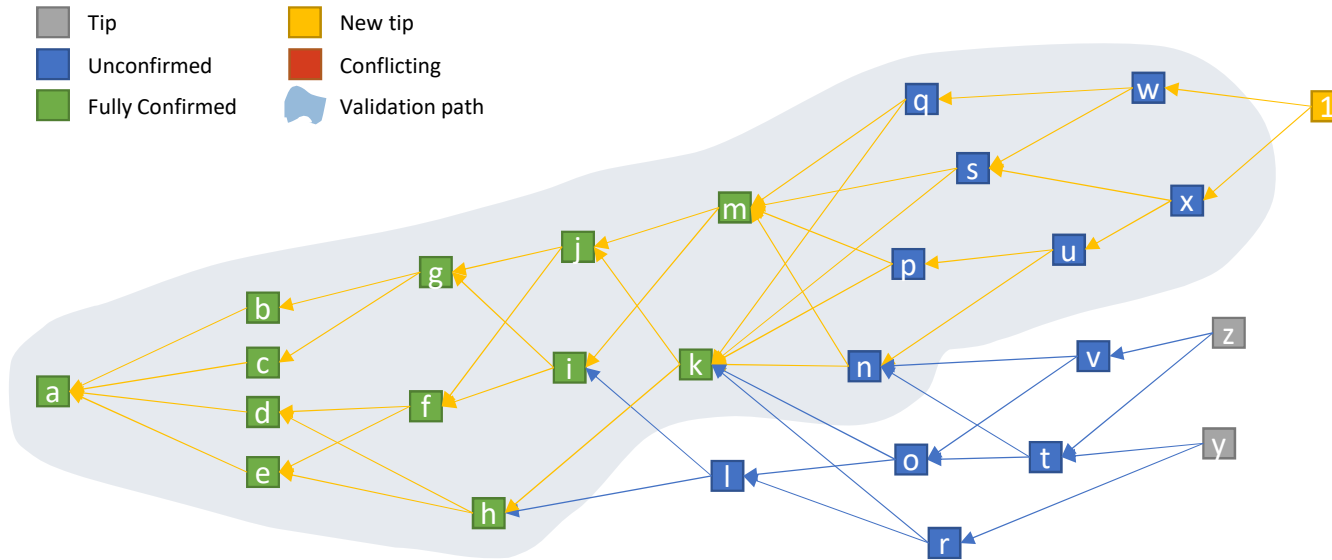 Tip
New tip
Unconfirmed
Conflicting
Fully Confirmed
Validation path
q
w
1
s
x
m
p
u
j
g
b
c
i
k
n
v
z
a
d
f
e
h
l
o
t
y
r